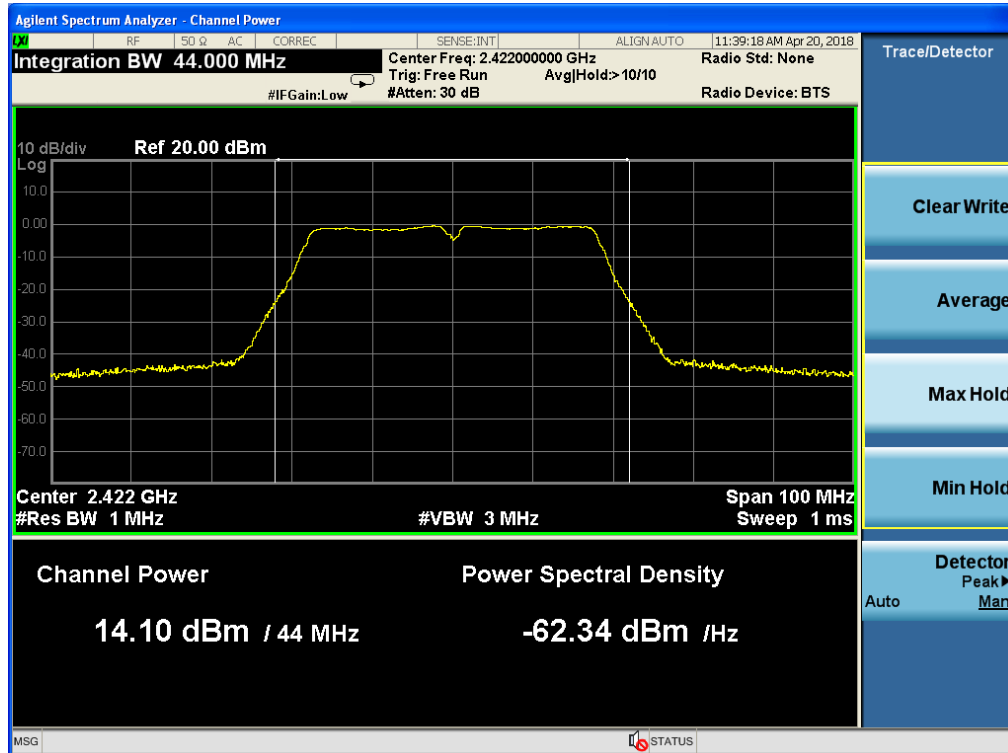 Agilent Spectrum Analyzer - Channel Power
LXI RF 50 Ω AC CORREC SENSE:INT ALIGN AUTO 11:39:18 AM Apr 20, 2018
Integration BW 44.000 MHz Center Freq: 2.422000000 GHz Radio Std: None
Trig: Free Run Avg|Hold:>10/10
#IFGain:Low #Atten: 30 dB Radio Device: BTS
10 dB/div Ref 20.00 dBm
Log
10.0
0.00
-10.0
-20.0
-30.0
-40.0
-50.0
-60.0
-70.0
Center 2.422 GHz Span 100 MHz
#Res BW 1 MHz #VBW 3 MHz Sweep 1 ms
Channel Power Power Spectral Density
14.10 dBm / 44 MHz -62.34 dBm /Hz
MSG STATUS
Trace/Detector
Clear Write
Average
Max Hold
Min Hold
Detector
Peak▶
Auto Man